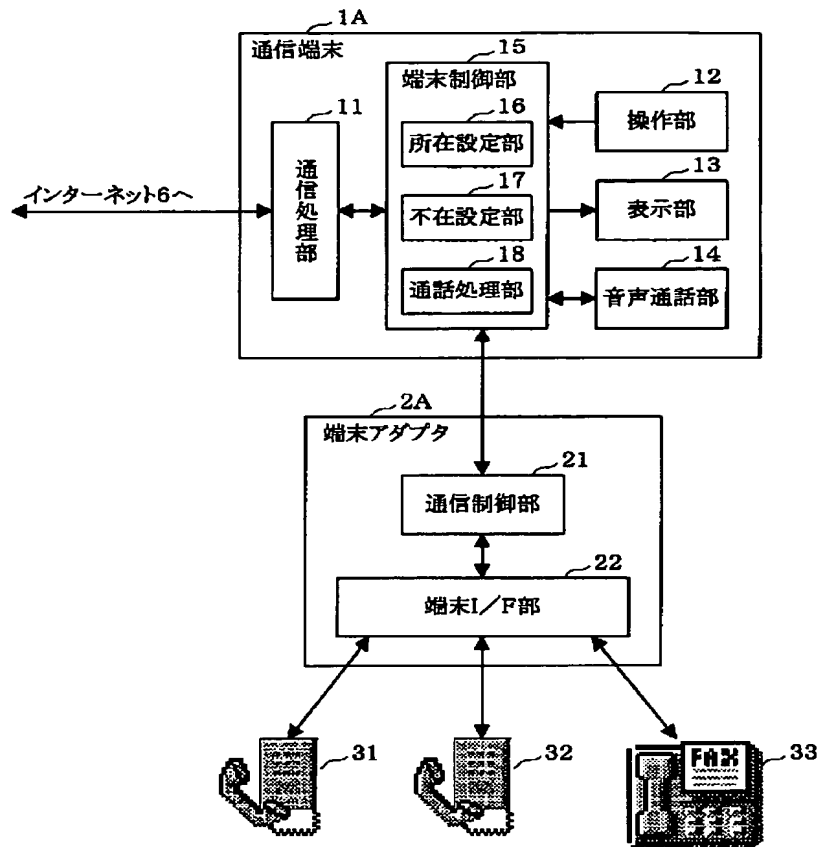 1A
通信端末
15
端末制御部
12
操作部
11
通信処理部
16
所在設定部
13
表示部
インターネット6へ
17
不在設定部
18
通話処理部
14
音声通話部
2A
端末アダプタ
21
通信制御部
22
端末I/F部
31
32
FAX
33